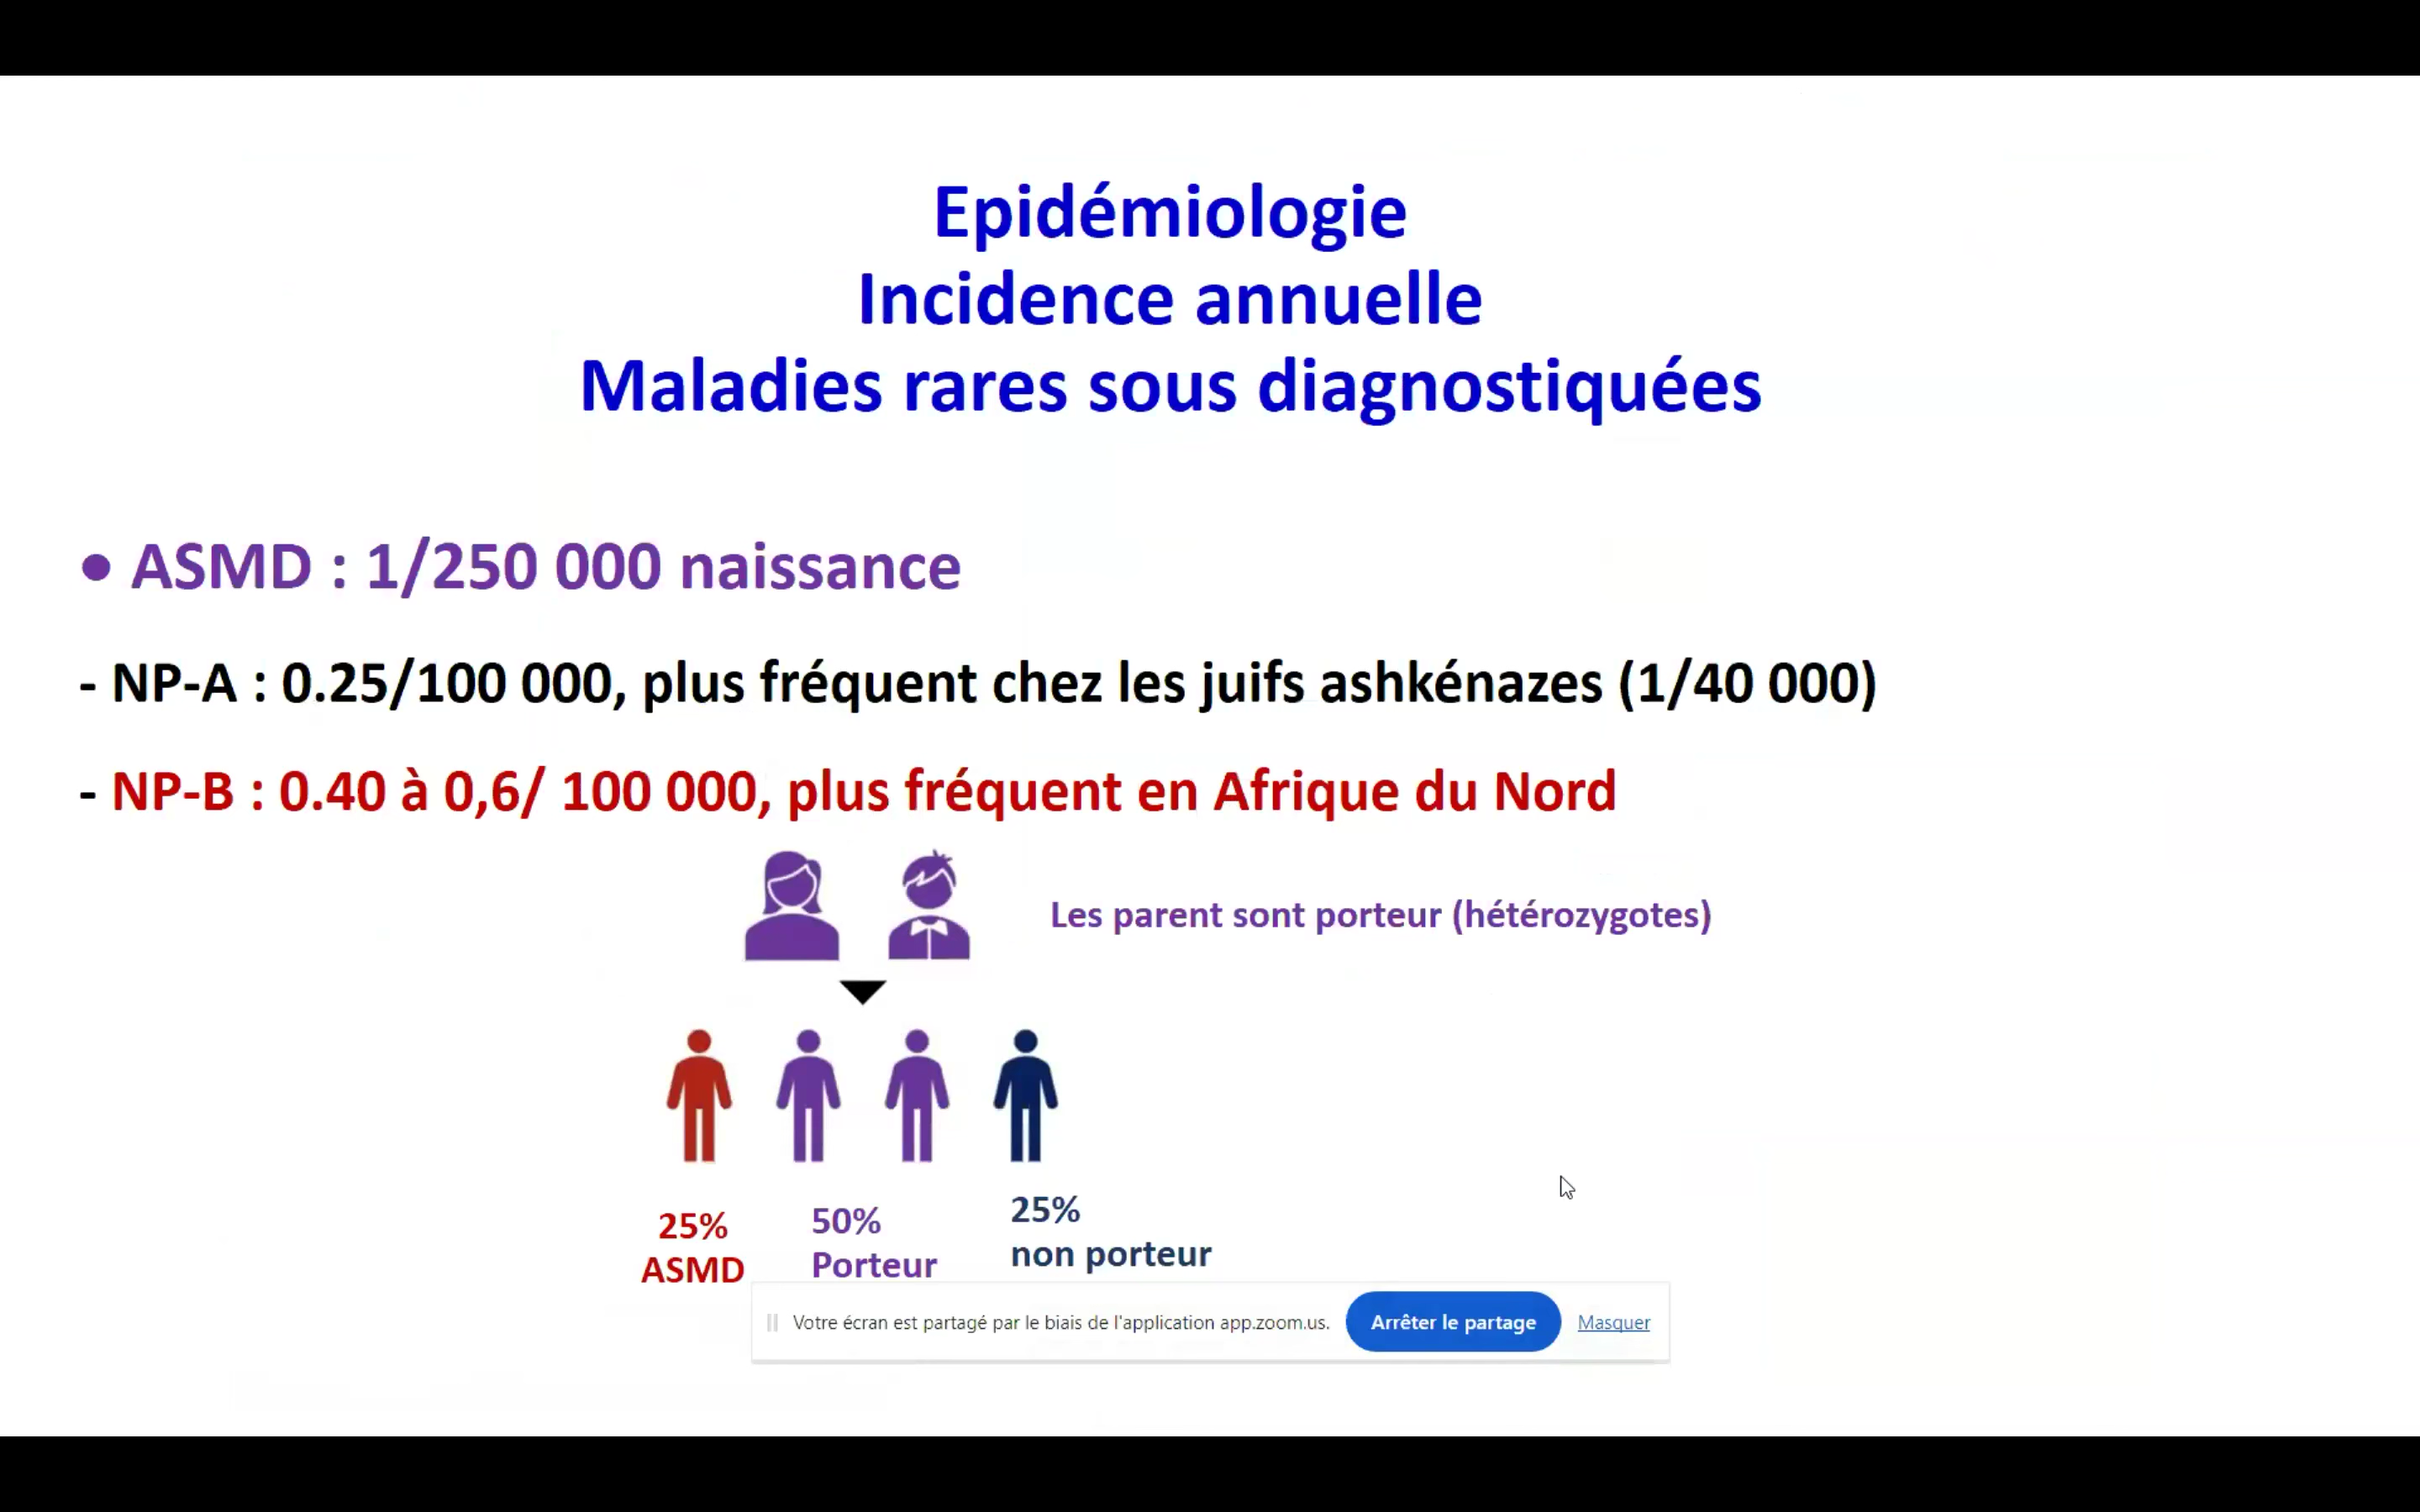 Epidémiologie
Incidence annuelle
Maladies rares sous diagnostiquées
• ASMD : 1/250 000 naissance
- NP-A : 0.25/100 000, plus fréquent chez les juifs ashkénazes (1/40 000)
- NP-B : 0.40 à 0,6/ 100 000, plus fréquent en Afrique du Nord
Les parent sont porteur (hétérozygotes)
25%
ASMD
50%
Porteur
25%
non porteur
Votre écran est partagé par le biais de l'application app.zoom.us.
Arrêter le partage
Masquer